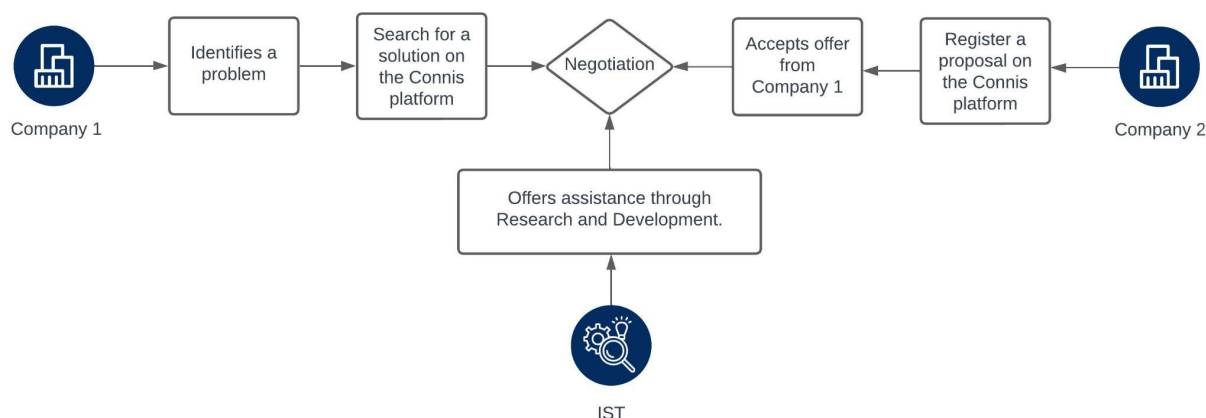 Company 1
Identifies a
problem
Search for a
solution on
the Connis
platform
Negotiation
Accepts offer
from
Company 1
Register a
proposal on
the Connis
platform
Company 2
Offers assistance through
Research and Development.
IST